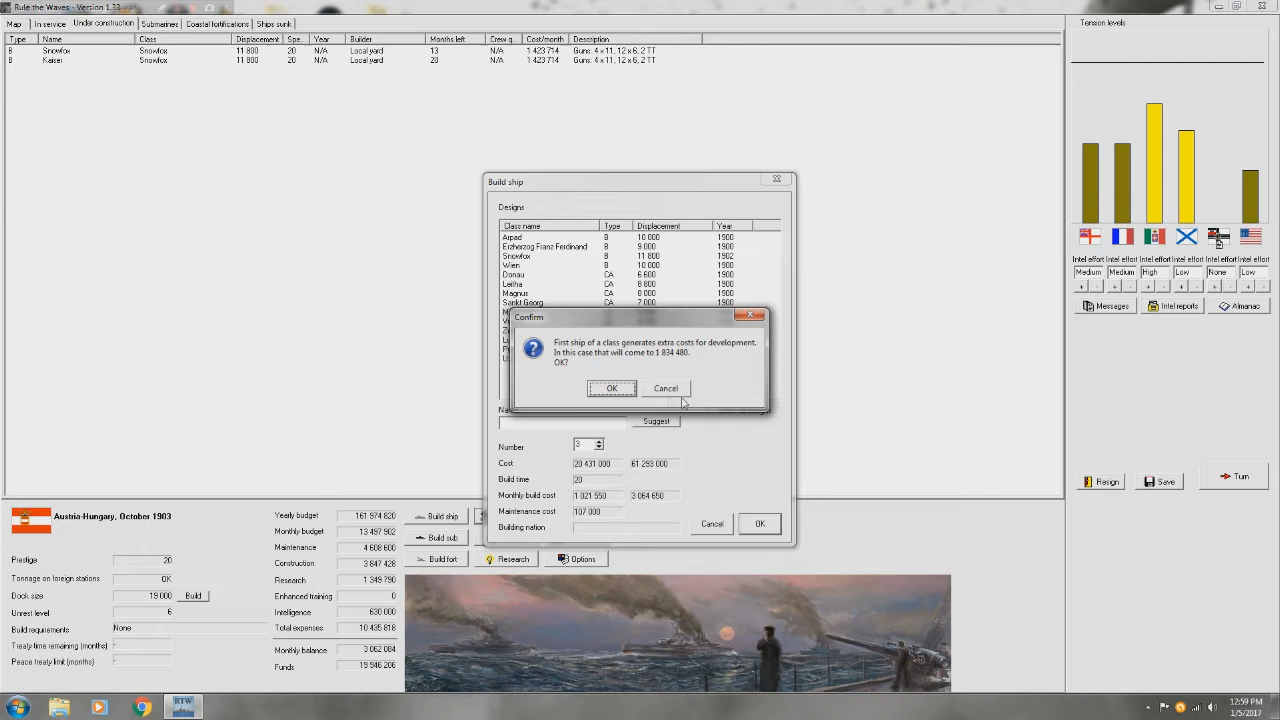 Rule the Waves - Version 1.33
Map In service Under construction Submarines Coastal fortifications Ships sunk
Type Name Class Displacement Spe... Year Builder Months left Crew q. Cost/month Description
B Snowfox Snowfox 11 800 20 N/A Local yard 13 N/A 1 423 714 Guns: 4 x 11, 12 x 6, 2 TT
B Kaiser Snowfox 11 800 20 N/A Local yard 20 N/A 1 423 714 Guns: 4 x 11, 12 x 6, 2 TT
Tension levels
Intel effort Intel effort Intel effort Intel effort Intel effort Intel effort
Medium Medium High Low None Low
+ - + - + - + - + - + -
Messages Intel reports Almanac
Resign Save Turn
Build ship
Designs
Class name Type Displacement Year
Arpad B 10 000 1900
Erzherzog Franz Ferdinand B 9 000 1900
Snowfox B 11 800 1902
Wien B 10 000 1900
Donau CA 6 600 1900
Leitha CA 8 800 1900
Magnus CA 8 000 1900
Sankt Georg CA 7 000 1900
Confirm
First ship of a class generates extra costs for development.
In this case that will come to 1 834 480.
OK?
OK Cancel
Suggest
Number 3
Cost 20 431 000 61 293 000
Build time 20
Monthly build cost 1 021 550 3 064 650
Maintenance cost 107 000
Building nation
Cancel OK
Austria-Hungary, October 1903
Prestige 20
Tonnage on foreign stations OK
Dock size 19 000 Build
Unrest level 6
Build requirements None
Treaty time remaining (months) -
Peace treaty limit (months) -
Yearly budget 161 974 820
Monthly budget 13 497 902
Maintenance 4 608 600
Construction 3 847 428
Research 1 349 790
Enhanced training 0
Intelligence 630 000
Total expenses 10 435 818
Monthly balance 3 062 084
Funds 19 946 206
Build ship
Build sub
Build fort Research Options
RTW
12:59 PM
1/5/2017